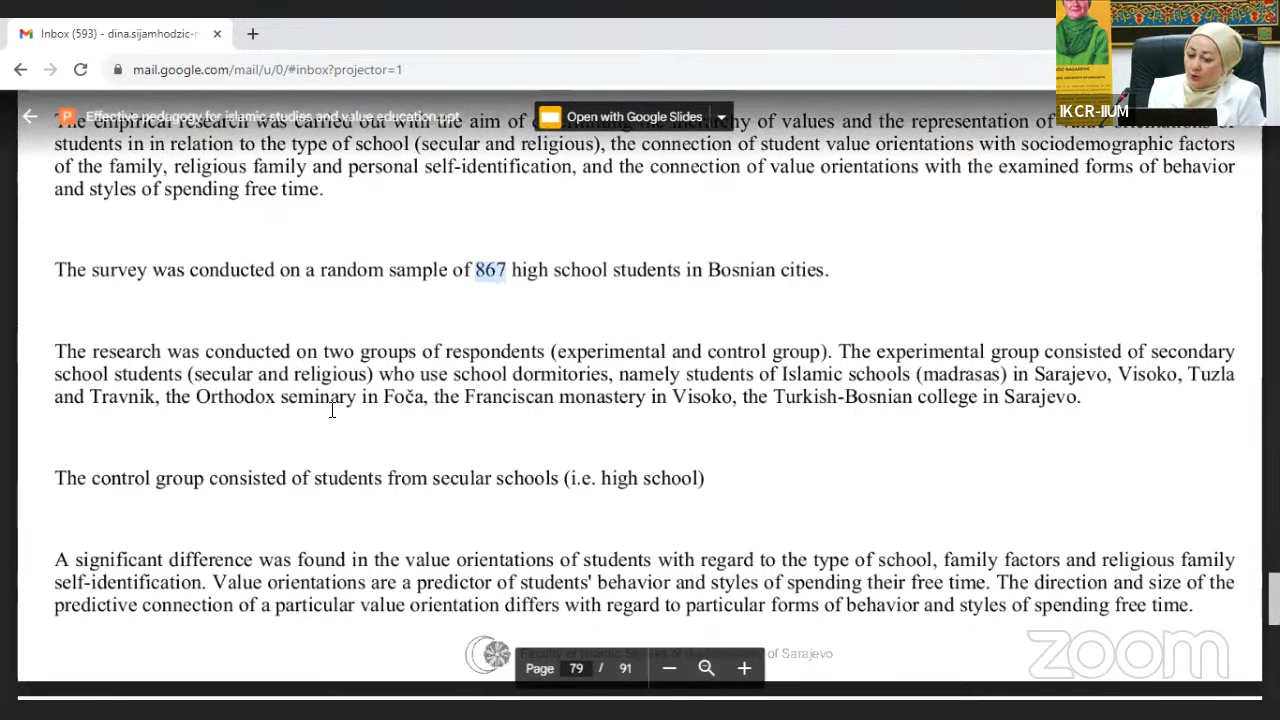 Inbox (593) - dina.sijamhodzic-
mail.google.com/mail/u/0/#inbox?projector=1
IKCR-IIUM
Effective pedagogy for islamic studies and value education.ppt
Open with Google Slides
The empirical research was carried out with the aim of hierarchy of values and the representation of value orientations of
students in in relation to the type of school (secular and religious), the connection of student value orientations with sociodemographic factors
of the family, religious family and personal self-identification, and the connection of value orientations with the examined forms of behavior
and styles of spending free time.
The survey was conducted on a random sample of 867 high school students in Bosnian cities.
The research was conducted on two groups of respondents (experimental and control group). The experimental group consisted of secondary
school students (secular and religious) who use school dormitories, namely students of Islamic schools (madrasas) in Sarajevo, Visoko, Tuzla
and Travnik, the Orthodox seminary in Foča, the Franciscan monastery in Visoko, the Turkish-Bosnian college in Sarajevo.
The control group consisted of students from secular schools (i.e. high school)
A significant difference was found in the value orientations of students with regard to the type of school, family factors and religious family
self-identification. Value orientations are a predictor of students' behavior and styles of spending their free time. The direction and size of the
predictive connection of a particular value orientation differs with regard to particular forms of behavior and styles of spending free time.
of Sarajevo
Page 79 / 91
zoom